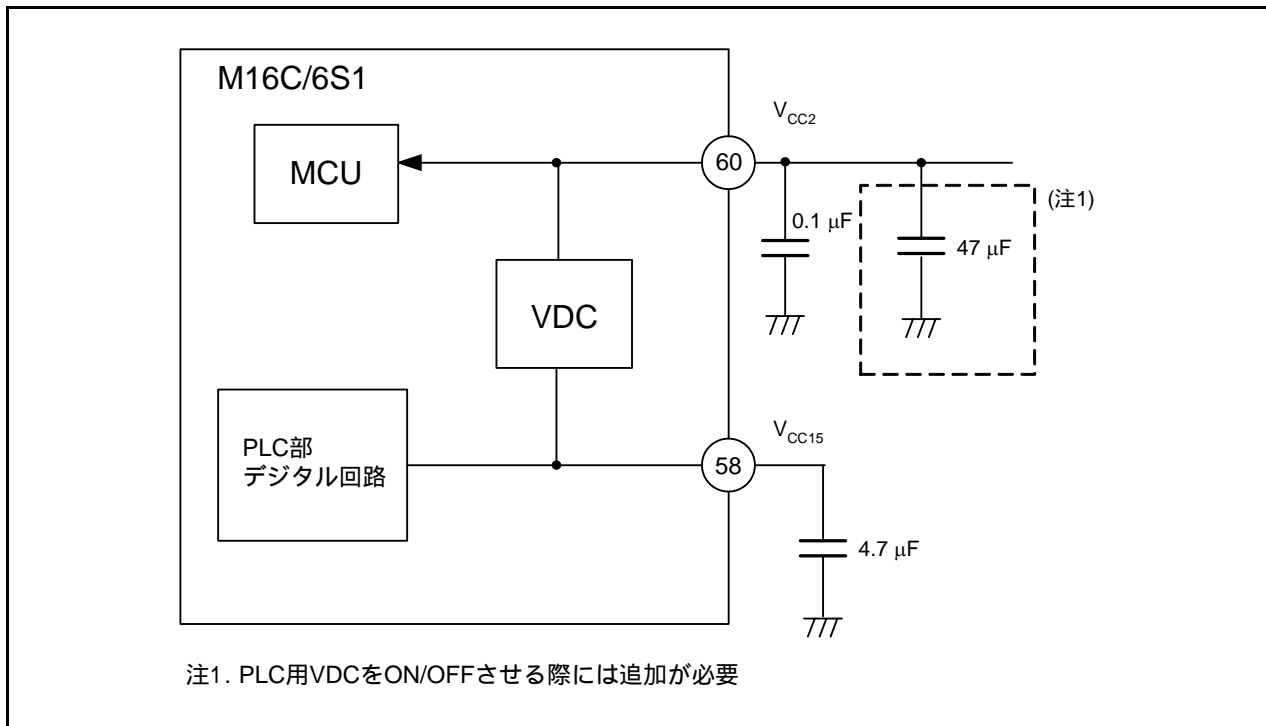 M16C/6S1
V_CC2
MCU
60
(注1)
0.1 μF
47 μF
VDC
PLC部
デジタル回路
V_CC15
58
4.7 μF
注1. PLC用VDCをON/OFFさせる際には追加が必要